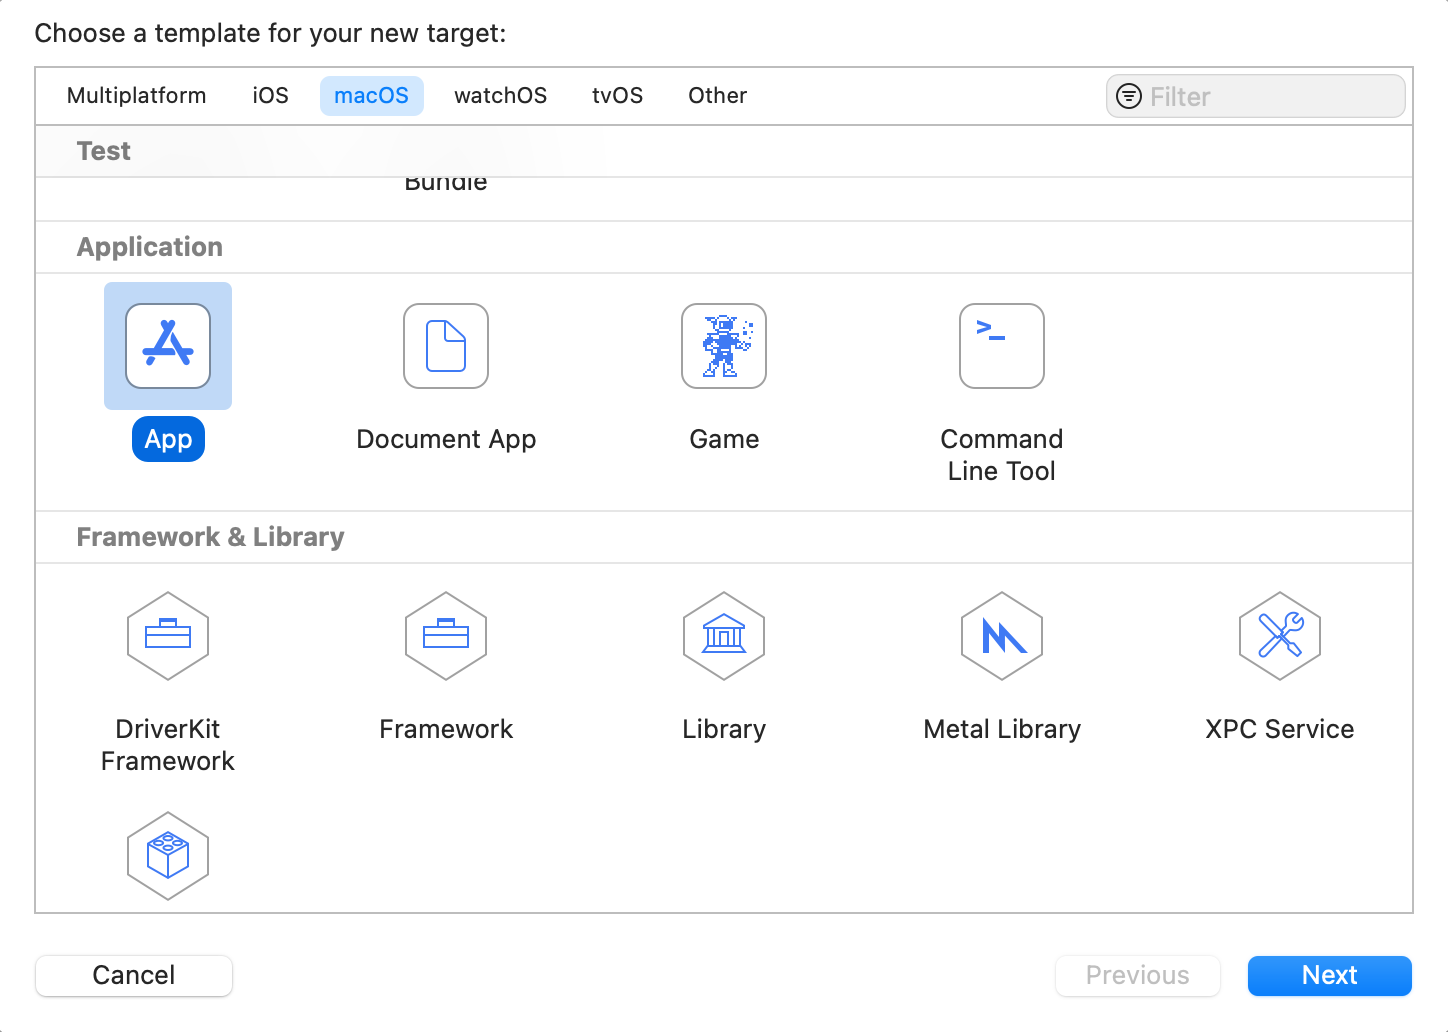 Choose a template for your new target:
Multiplatform iOS macOS watchOS tvOS Other Filter
Test
Bundle
Application
App Document App Game Command
Line Tool
Framework & Library
DriverKit Framework Library Metal Library XPC Service
Framework
Cancel Previous Next